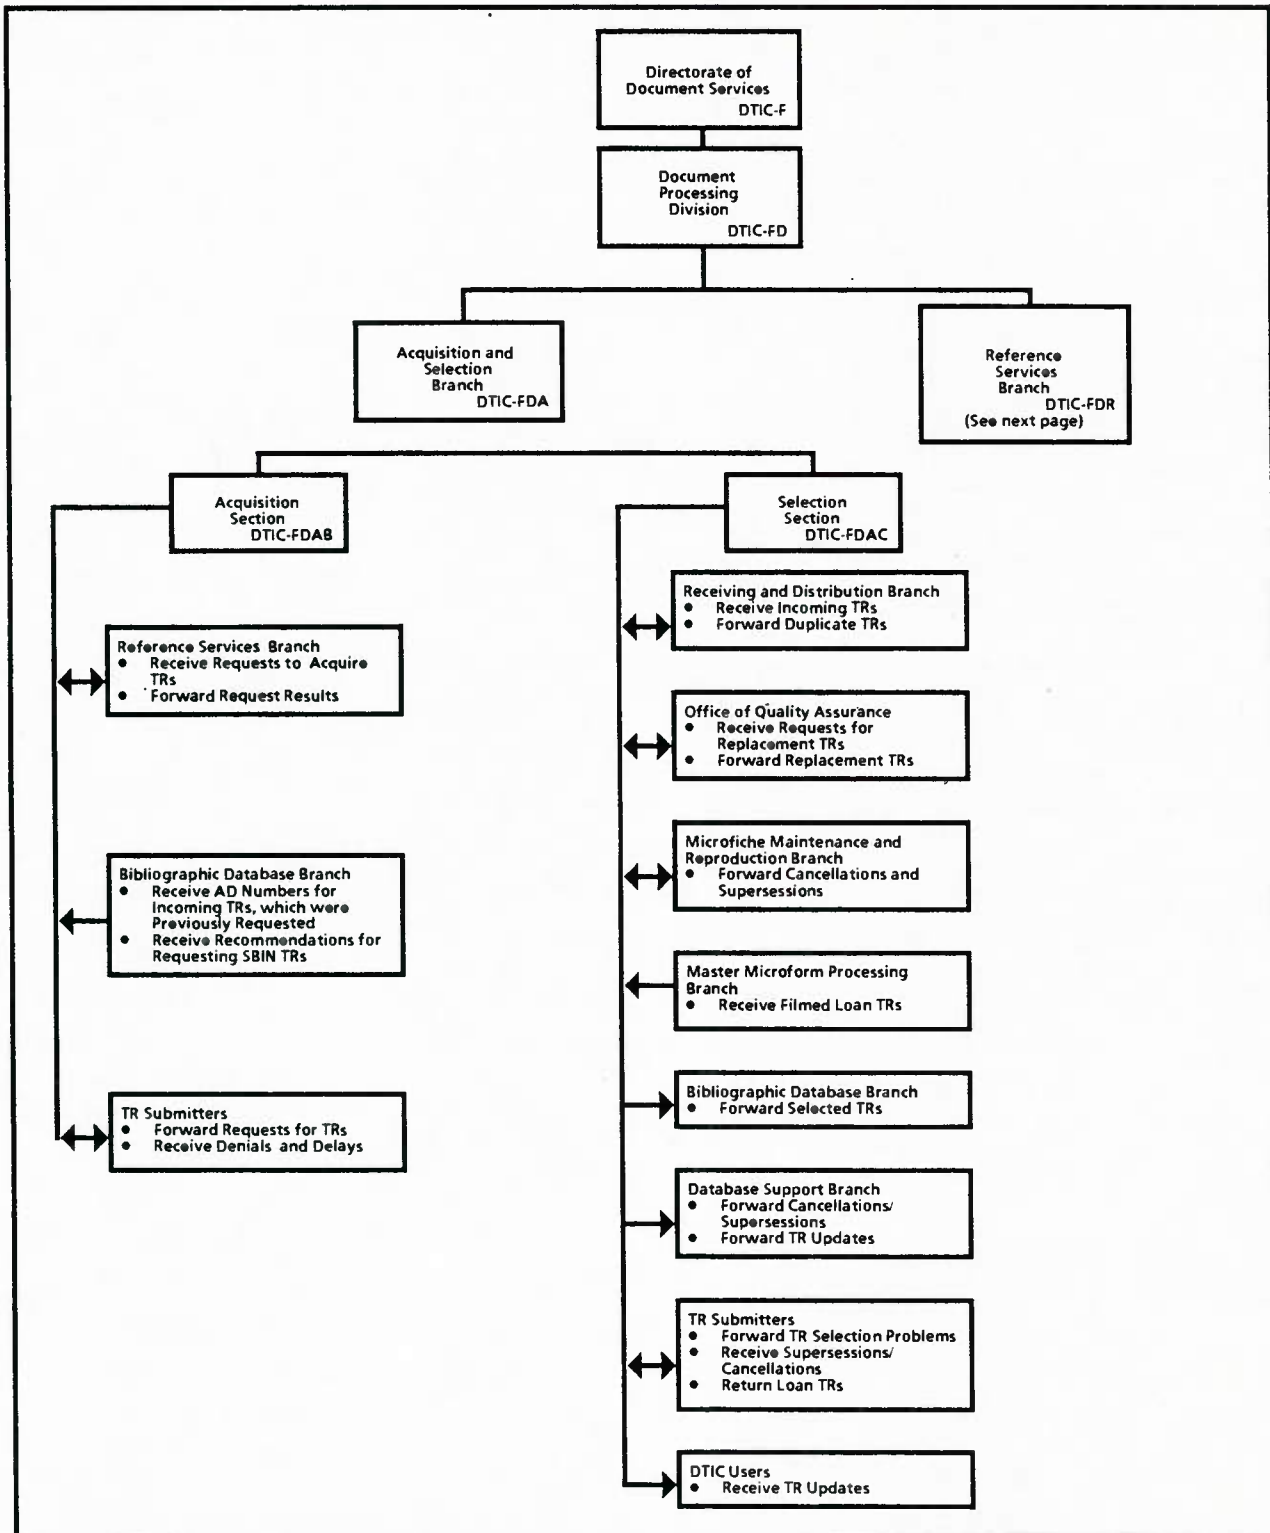 Directorate of
Document Services
DTIC-F
Document
Processing
Division
DTIC-FD
Acquisition and
Selection
Branch
DTIC-FDA
Reference
Services
Branch
DTIC-FDR
(See next page)
Acquisition
Section
DTIC-FDAB
Selection
Section
DTIC-FDAC
Reference Services Branch
● Receive Requests to Acquire
TRs
● Forward Request Results
Bibliographic Database Branch
● Receive AD Numbers for
Incoming TRs, which were
Previously Requested
● Receive Recommendations for
Requesting SBIN TRs
TR Submitters
● Forward Requests for TRs
● Receive Denials and Delays
Receiving and Distribution Branch
● Receive Incoming TRs
● Forward Duplicate TRs
Office of Quality Assurance
● Receive Requests for
Replacement TRs
● Forward Replacement TRs
Microfiche Maintenance and
Reproduction Branch
● Forward Cancellations and
Supersessions
Master Microform Processing
Branch
● Receive Filmed Loan TRs
Bibliographic Database Branch
● Forward Selected TRs
Database Support Branch
● Forward Cancellations/
Supersessions
● Forward TR Updates
TR Submitters
● Forward TR Selection Problems
● Receive Supersessions/
Cancellations
● Return Loan TRs
DTIC Users
● Receive TR Updates